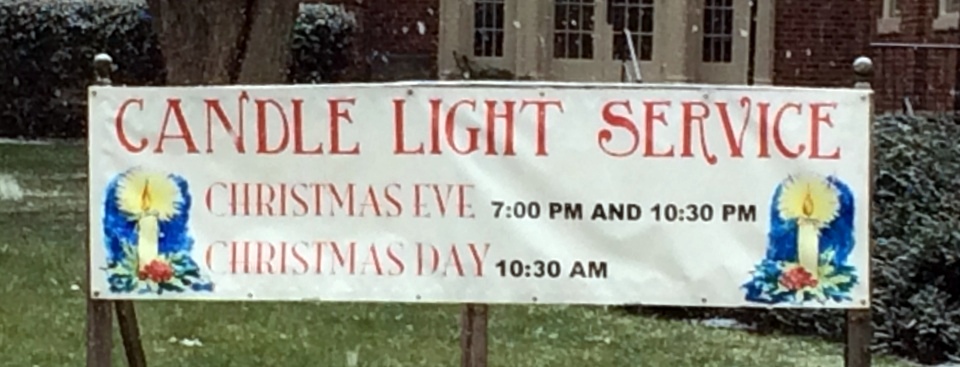 CANDLE LIGHT SERVICE
CHRISTMAS EVE 7:00 PM AND 10:30 PM
CHRISTMAS DAY 10:30 AM